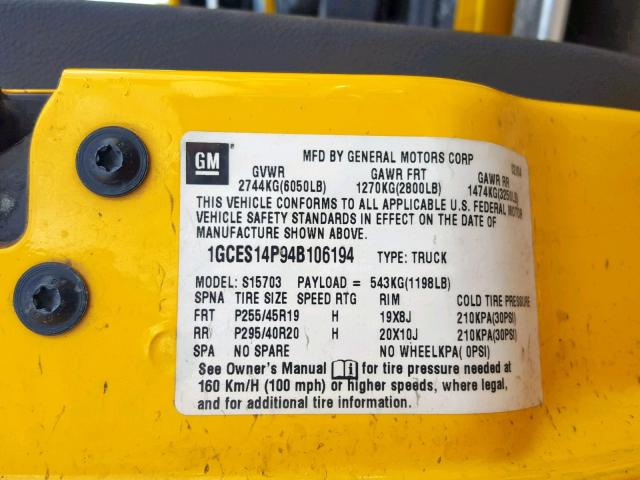 GM MFD BY GENERAL MOTORS CORP
GVWR GAWR FRT GAWR RR
2744KG(6050LB) 1270KG(2800LB) 1474KG(3250LB)
THIS VEHICLE CONFORMS TO ALL APPLICABLE U.S. FEDERAL MOTOR
VEHICLE SAFETY STANDARDS IN EFFECT ON THE DATE OF
MANUFACTURE SHOWN ABOVE.
1GCES14P94B106194 TYPE: TRUCK
MODEL: S15703 PAYLOAD = 543KG(1198LB)
SPNA TIRE SIZE SPEED RTG RIM COLD TIRE PRESSURE
FRT P255/45R19 H 19X8J 210KPA(30PSI)
RR P295/40R20 H 20X10J 210KPA(30PSI)
SPA NO SPARE NO WHEELKPA( 0PSI)
See Owner's Manual for tire pressure needed at
160 Km/H (100 mph) or higher speeds, where legal,
and for additional tire information.